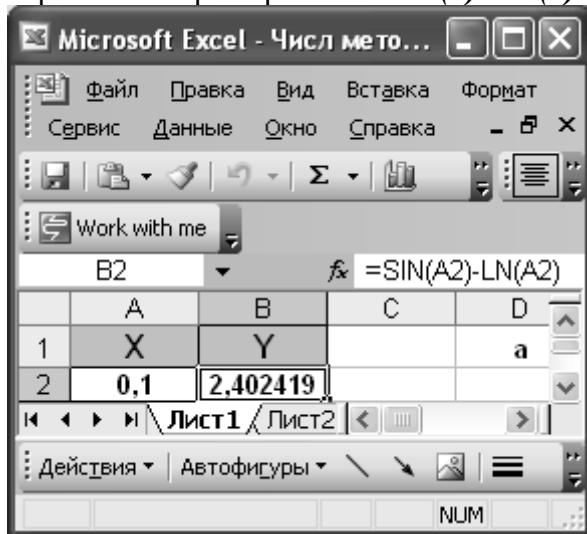 Microsoft Excel - Числ мето...
Файл Правка Вид Вставка Формат
Сервис Данные Окно Справка
Work with me
B2 fx =SIN(A2)-LN(A2)
A B C D
1 X Y a
2 0,1 2,402419
Лист1 Лист2
Действия Автофигуры
NUM